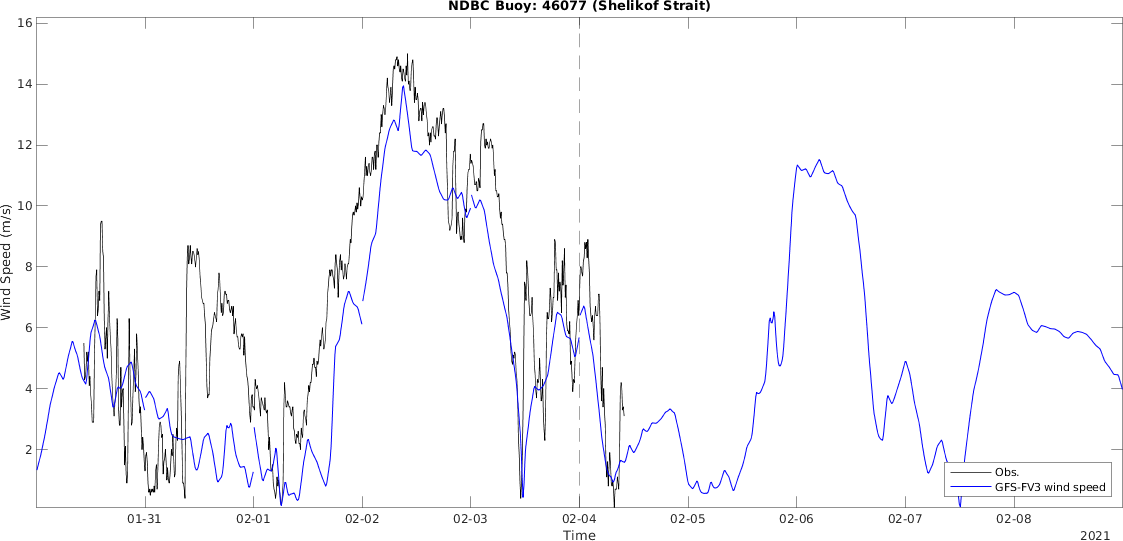 NDBC Buoy: 46077 (Shelikof Strait)
16
14
12
10
8
6
4
2
Wind Speed (m/s)
Obs.
GFS-FV3 wind speed
01-31 02-01 02-02 02-03 02-04 02-05 02-06 02-07 02-08
Time
2021